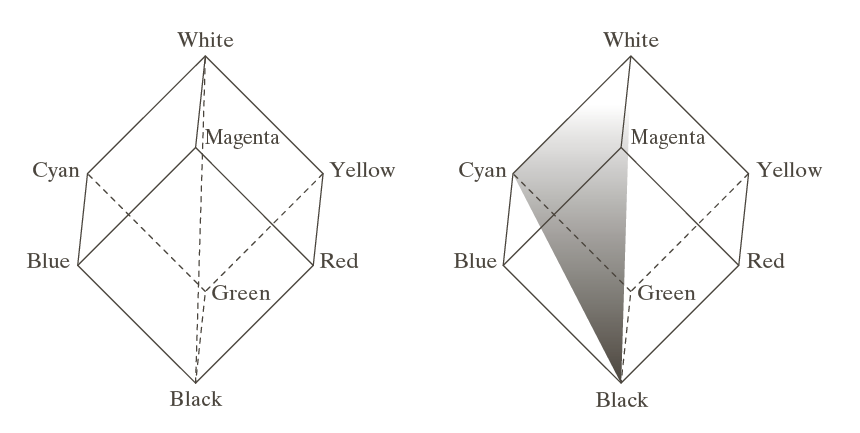 White
Magenta
Cyan
Yellow
Blue
Red
Green
Black
White
Magenta
Cyan
Yellow
Blue
Red
Green
Black